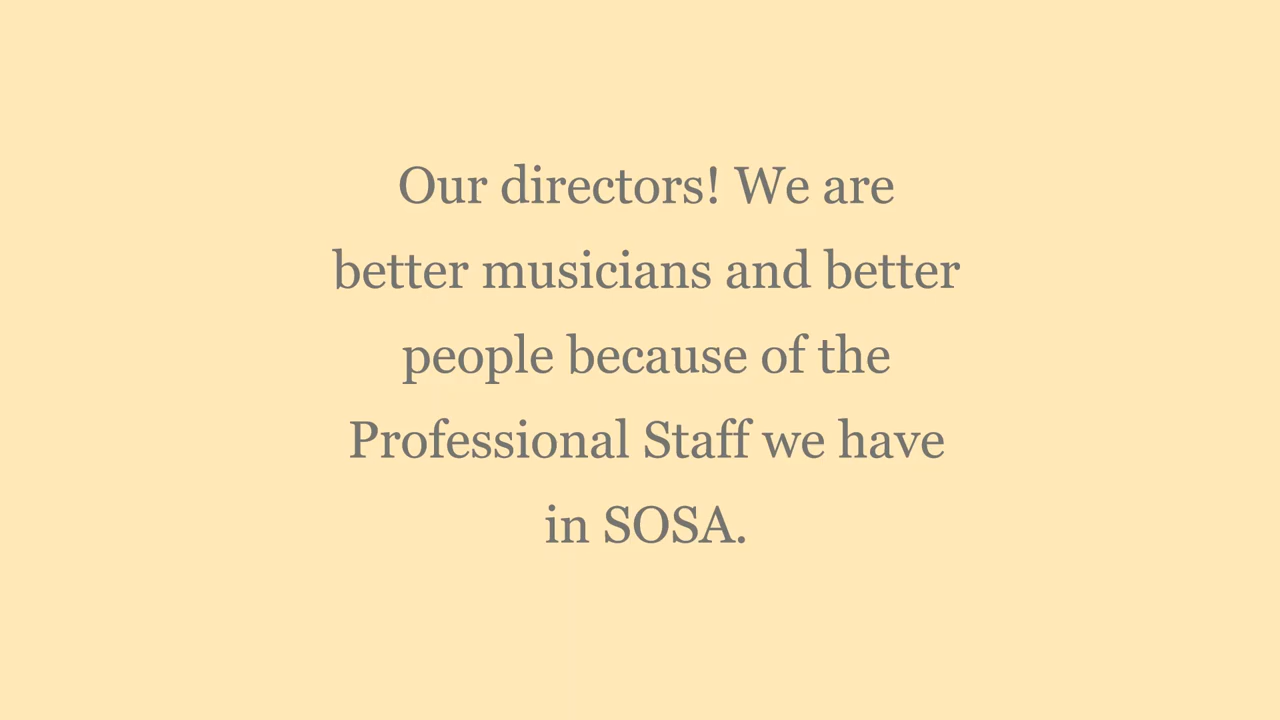 Our directors! We are
better musicians and better
people because of the
Professional Staff we have
in SOSA.